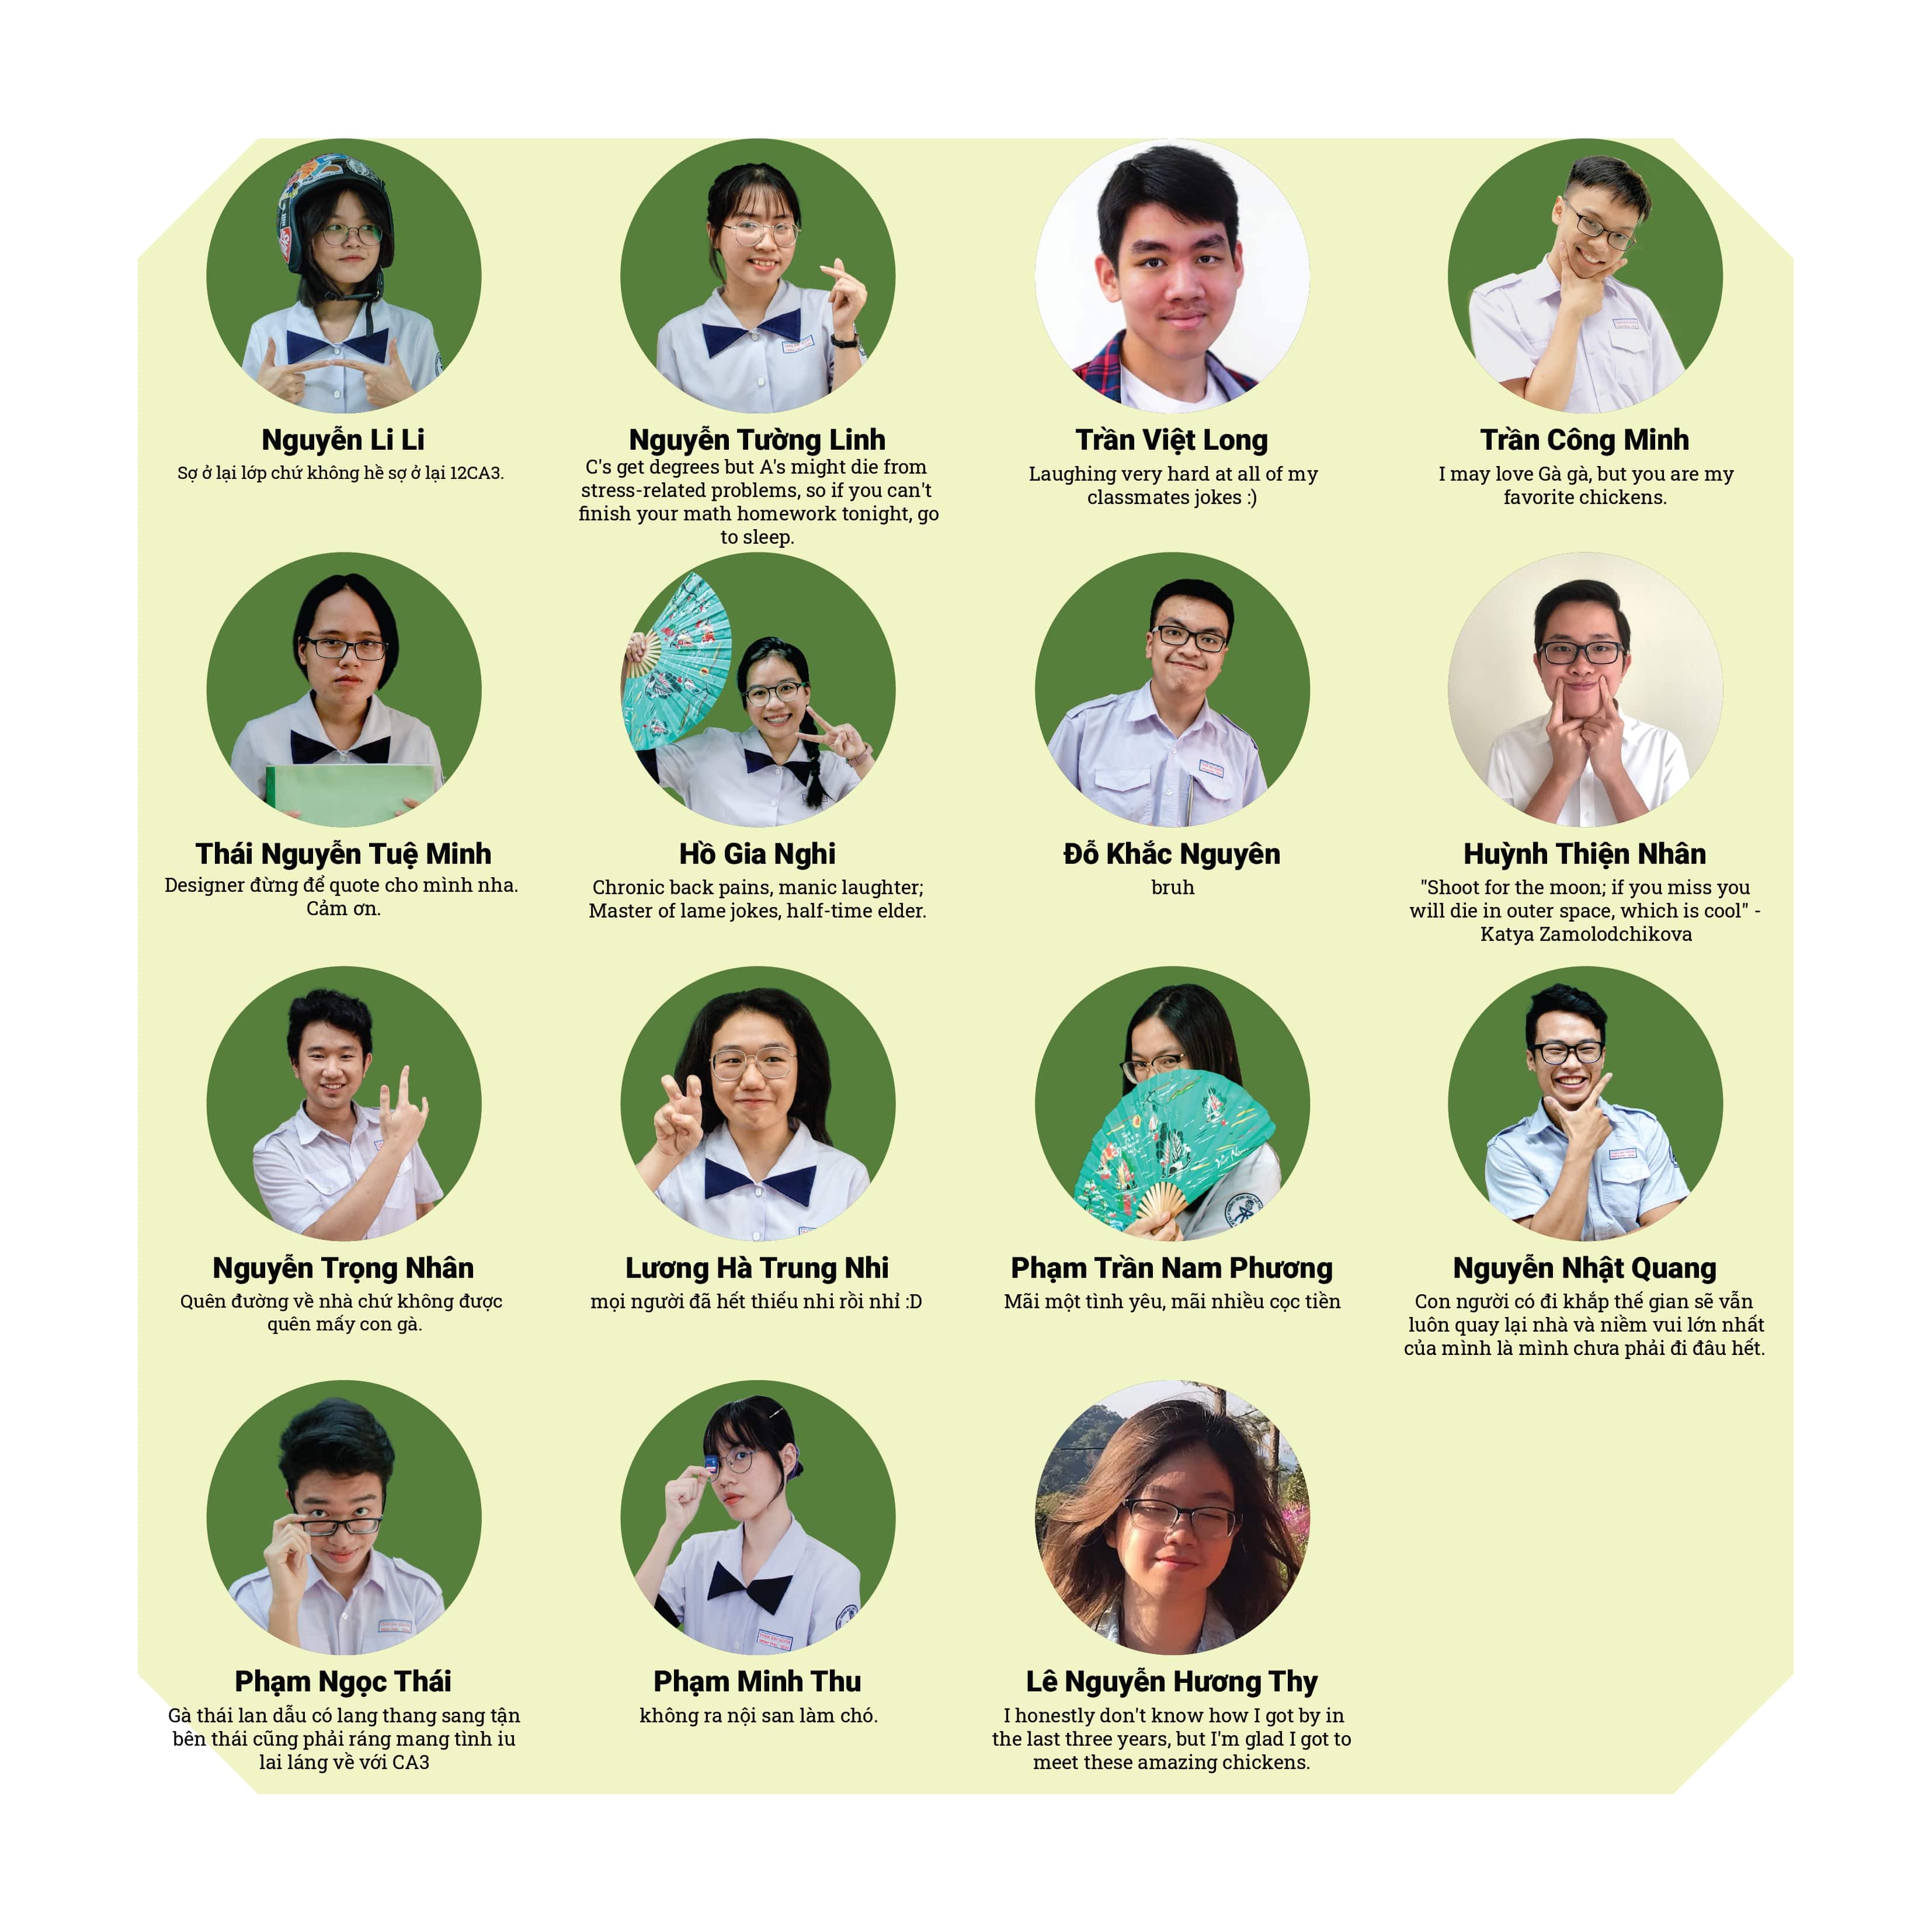 Nguyễn Li Li
Sợ ở lại lớp chứ không hề sợ ở lại 12CA3.
Nguyễn Tường Linh
C's get degrees but A's might die from
stress-related problems, so if you can't
finish your math homework tonight, go
to sleep.
Trần Việt Long
Laughing very hard at all of my
classmates jokes :)
Trần Công Minh
I may love Gà gà, but you are my
favorite chickens.
Thái Nguyễn Tuệ Minh
Designer đừng để quote cho mình nha.
Cảm ơn.
Hồ Gia Nghi
Chronic back pains, manic laughter;
Master of lame jokes, half-time elder.
Đỗ Khắc Nguyên
bruh
Huỳnh Thiện Nhân
"Shoot for the moon; if you miss you
will die in outer space, which is cool" -
Katya Zamolodchikova
Nguyễn Trọng Nhân
Quên đường về nhà chứ không được
quên mấy con gà.
Lương Hà Trung Nhi
mọi người đã hết thiếu nhi rồi nhỉ :D
Phạm Trần Nam Phương
Mãi một tình yêu, mãi nhiều cọc tiền
Nguyễn Nhật Quang
Con người có đi khắp thế gian sẽ vẫn
luôn quay lại nhà và niềm vui lớn nhất
của mình là mình chưa phải đi đâu hết.
Phạm Ngọc Thái
Gà thái lan dẫu có lang thang sang tận
bên thái cũng phải ráng mang tình iu
lai láng về với CA3
Phạm Minh Thu
không ra nội san làm chó.
Lê Nguyễn Hương Thy
I honestly don't know how I got by in
the last three years, but I'm glad I got to
meet these amazing chickens.